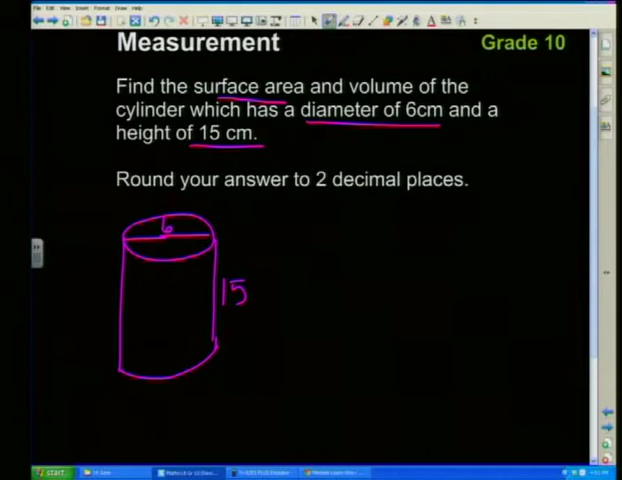 Measurement
Grade 10
Find the surface area and volume of the
cylinder which has a diameter of 6cm and a
height of 15 cm.
Round your answer to 2 decimal places.
6
15
start